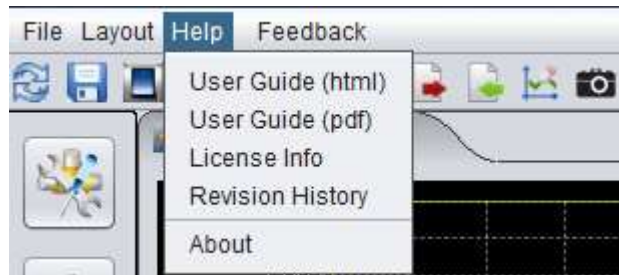 File Layout Help Feedback
User Guide (html)
User Guide (pdf)
License Info
Revision History
About